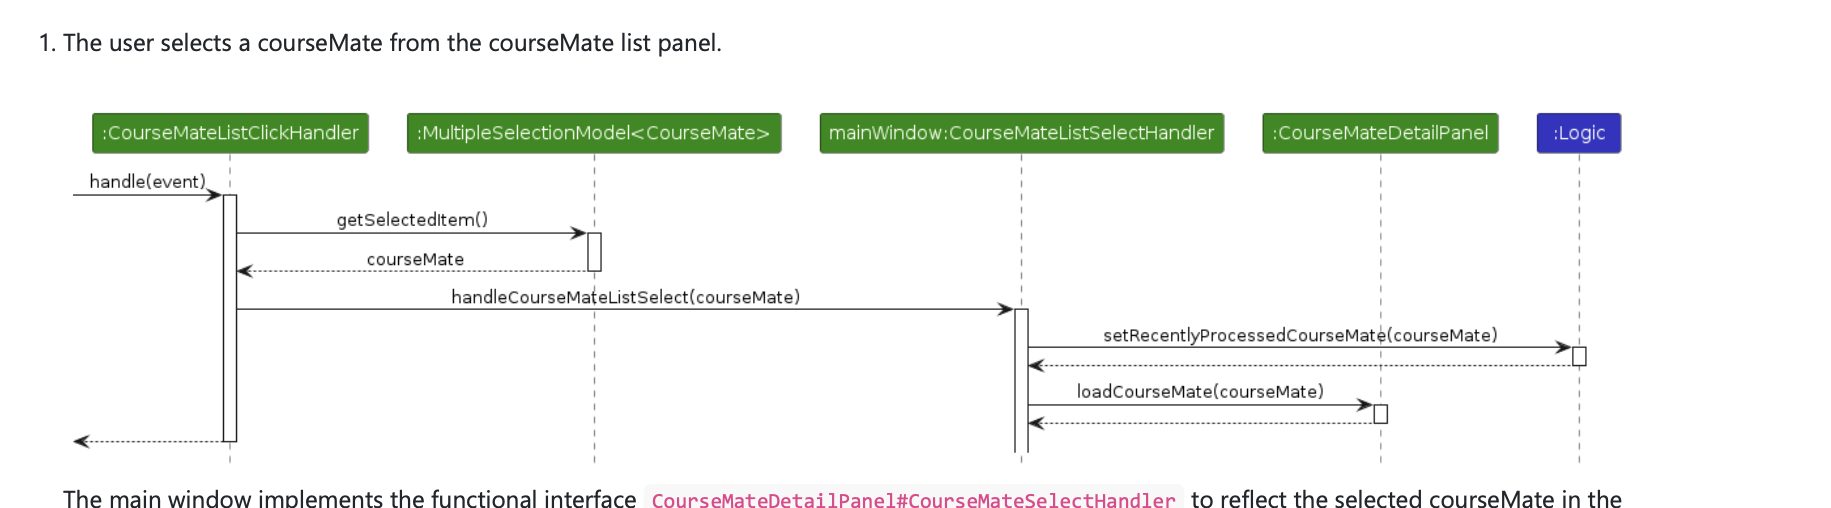 1. The user selects a courseMate from the courseMate list panel.
:CourseMateListClickHandler
:MultipleSelectionModel<CourseMate>
mainWindow:CourseMateListSelectHandler
:CourseMateDetailPanel
:Logic
handle(event)
getSelectedItem()
courseMate
handleCourseMateListSelect(courseMate)
setRecentlyProcessedCourseMate(courseMate)
loadCourseMate(courseMate)
The main window implements the functional interface CourseMateDetailPanel#CourseMateSelectHandler to reflect the selected courseMate in the